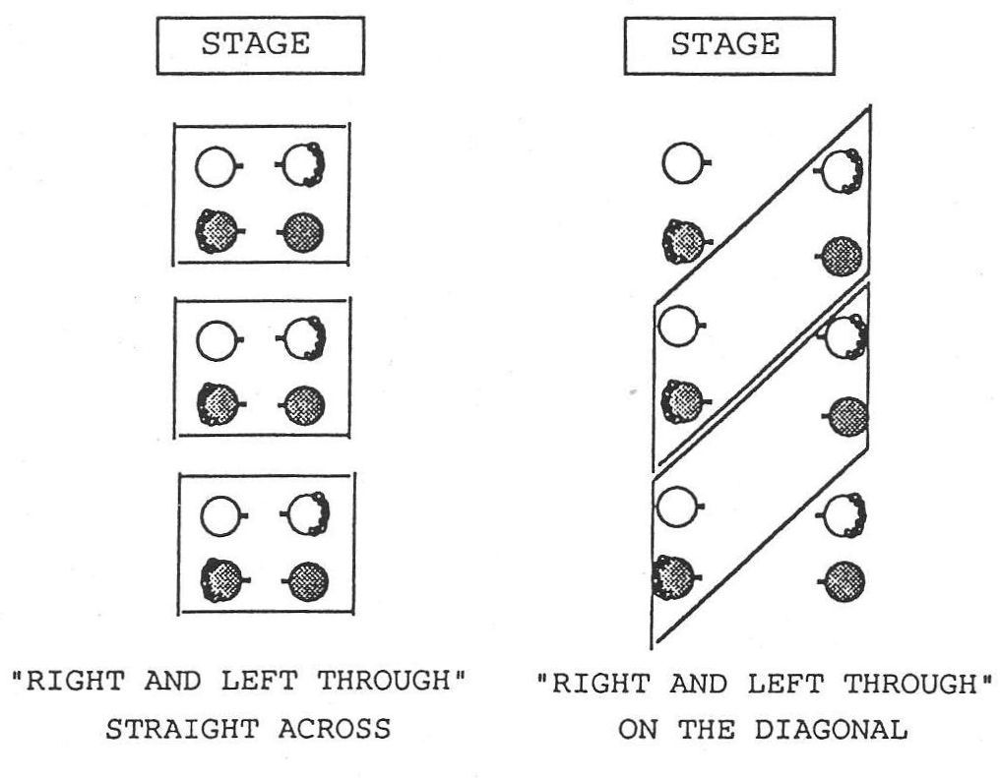 STAGE
STAGE
"RIGHT AND LEFT THROUGH"
STRAIGHT ACROSS
"RIGHT AND LEFT THROUGH"
ON THE DIAGONAL